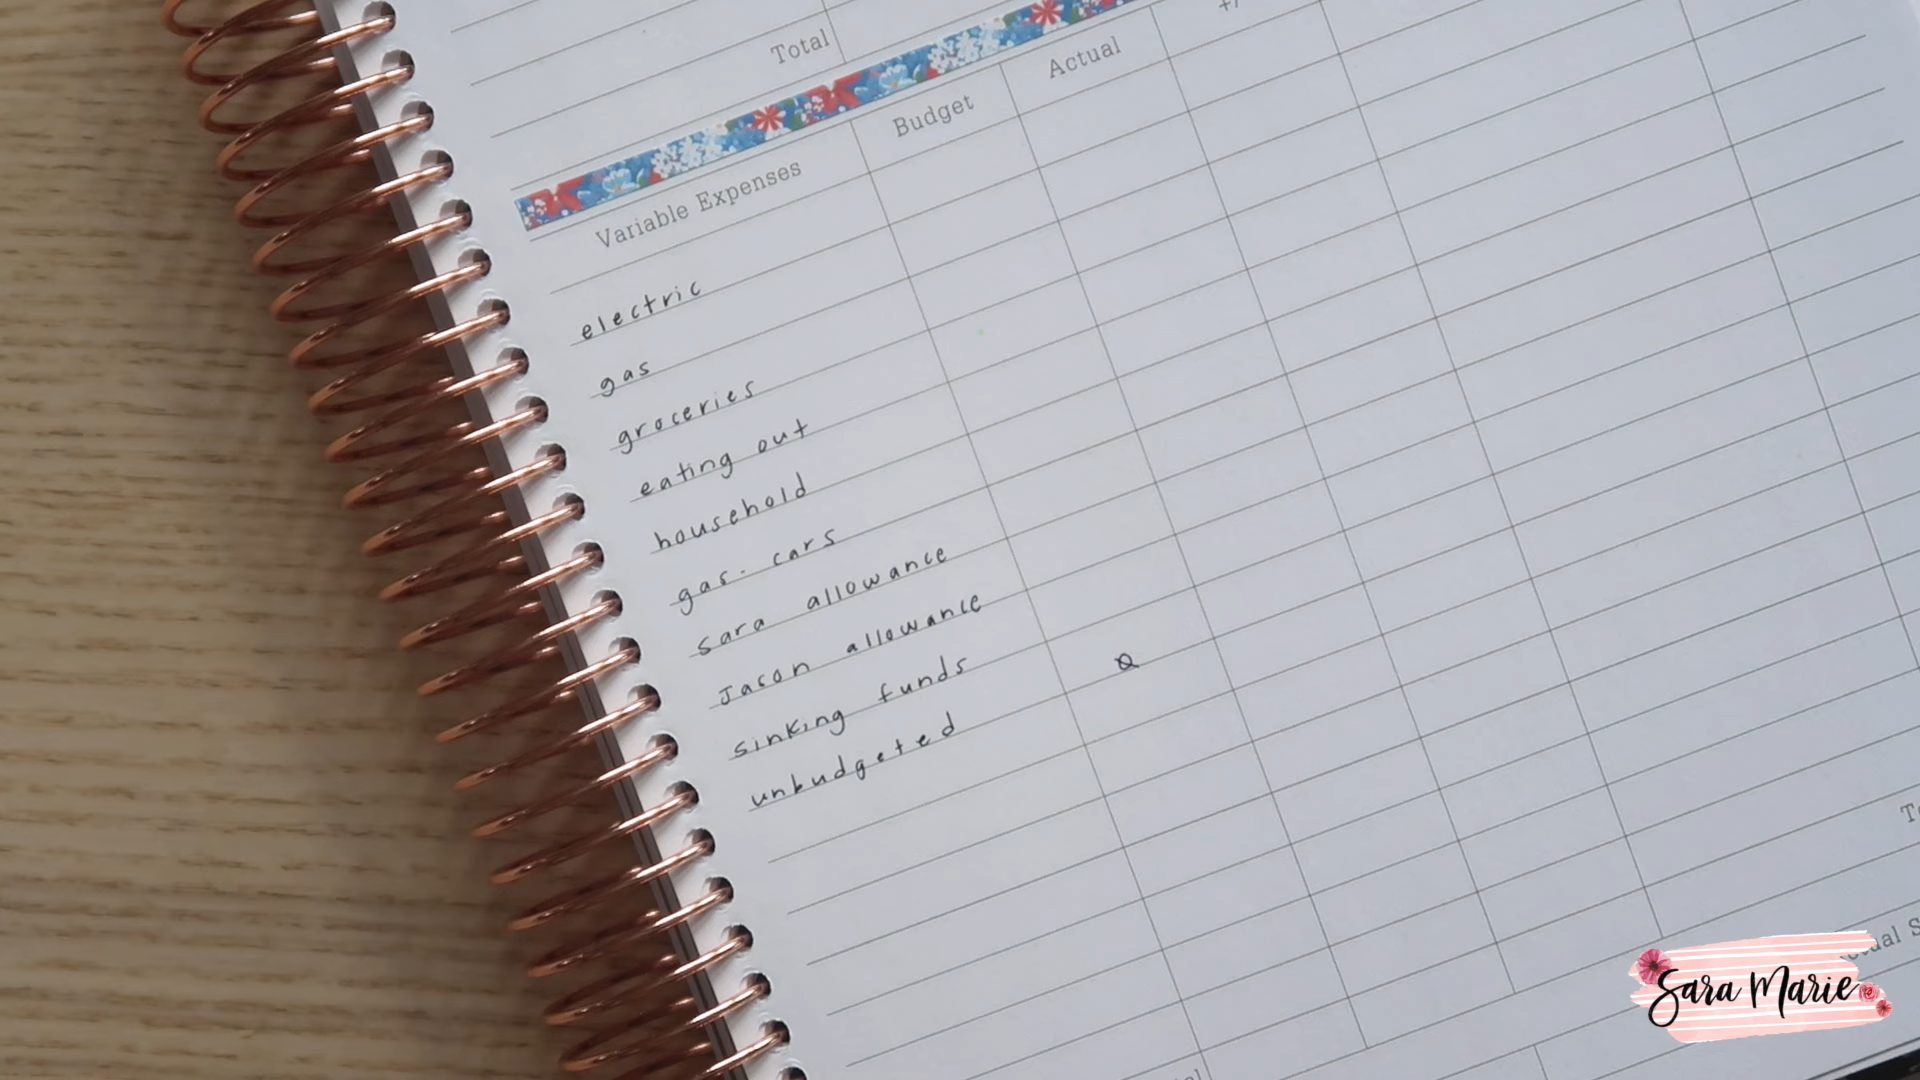 Total
Variable Expenses Budget Actual +/
electric
gas
groceries
eating out
household
gas - cars
sara allowance
Jason allowance
sinking funds
unbudgeted
Sara Marie